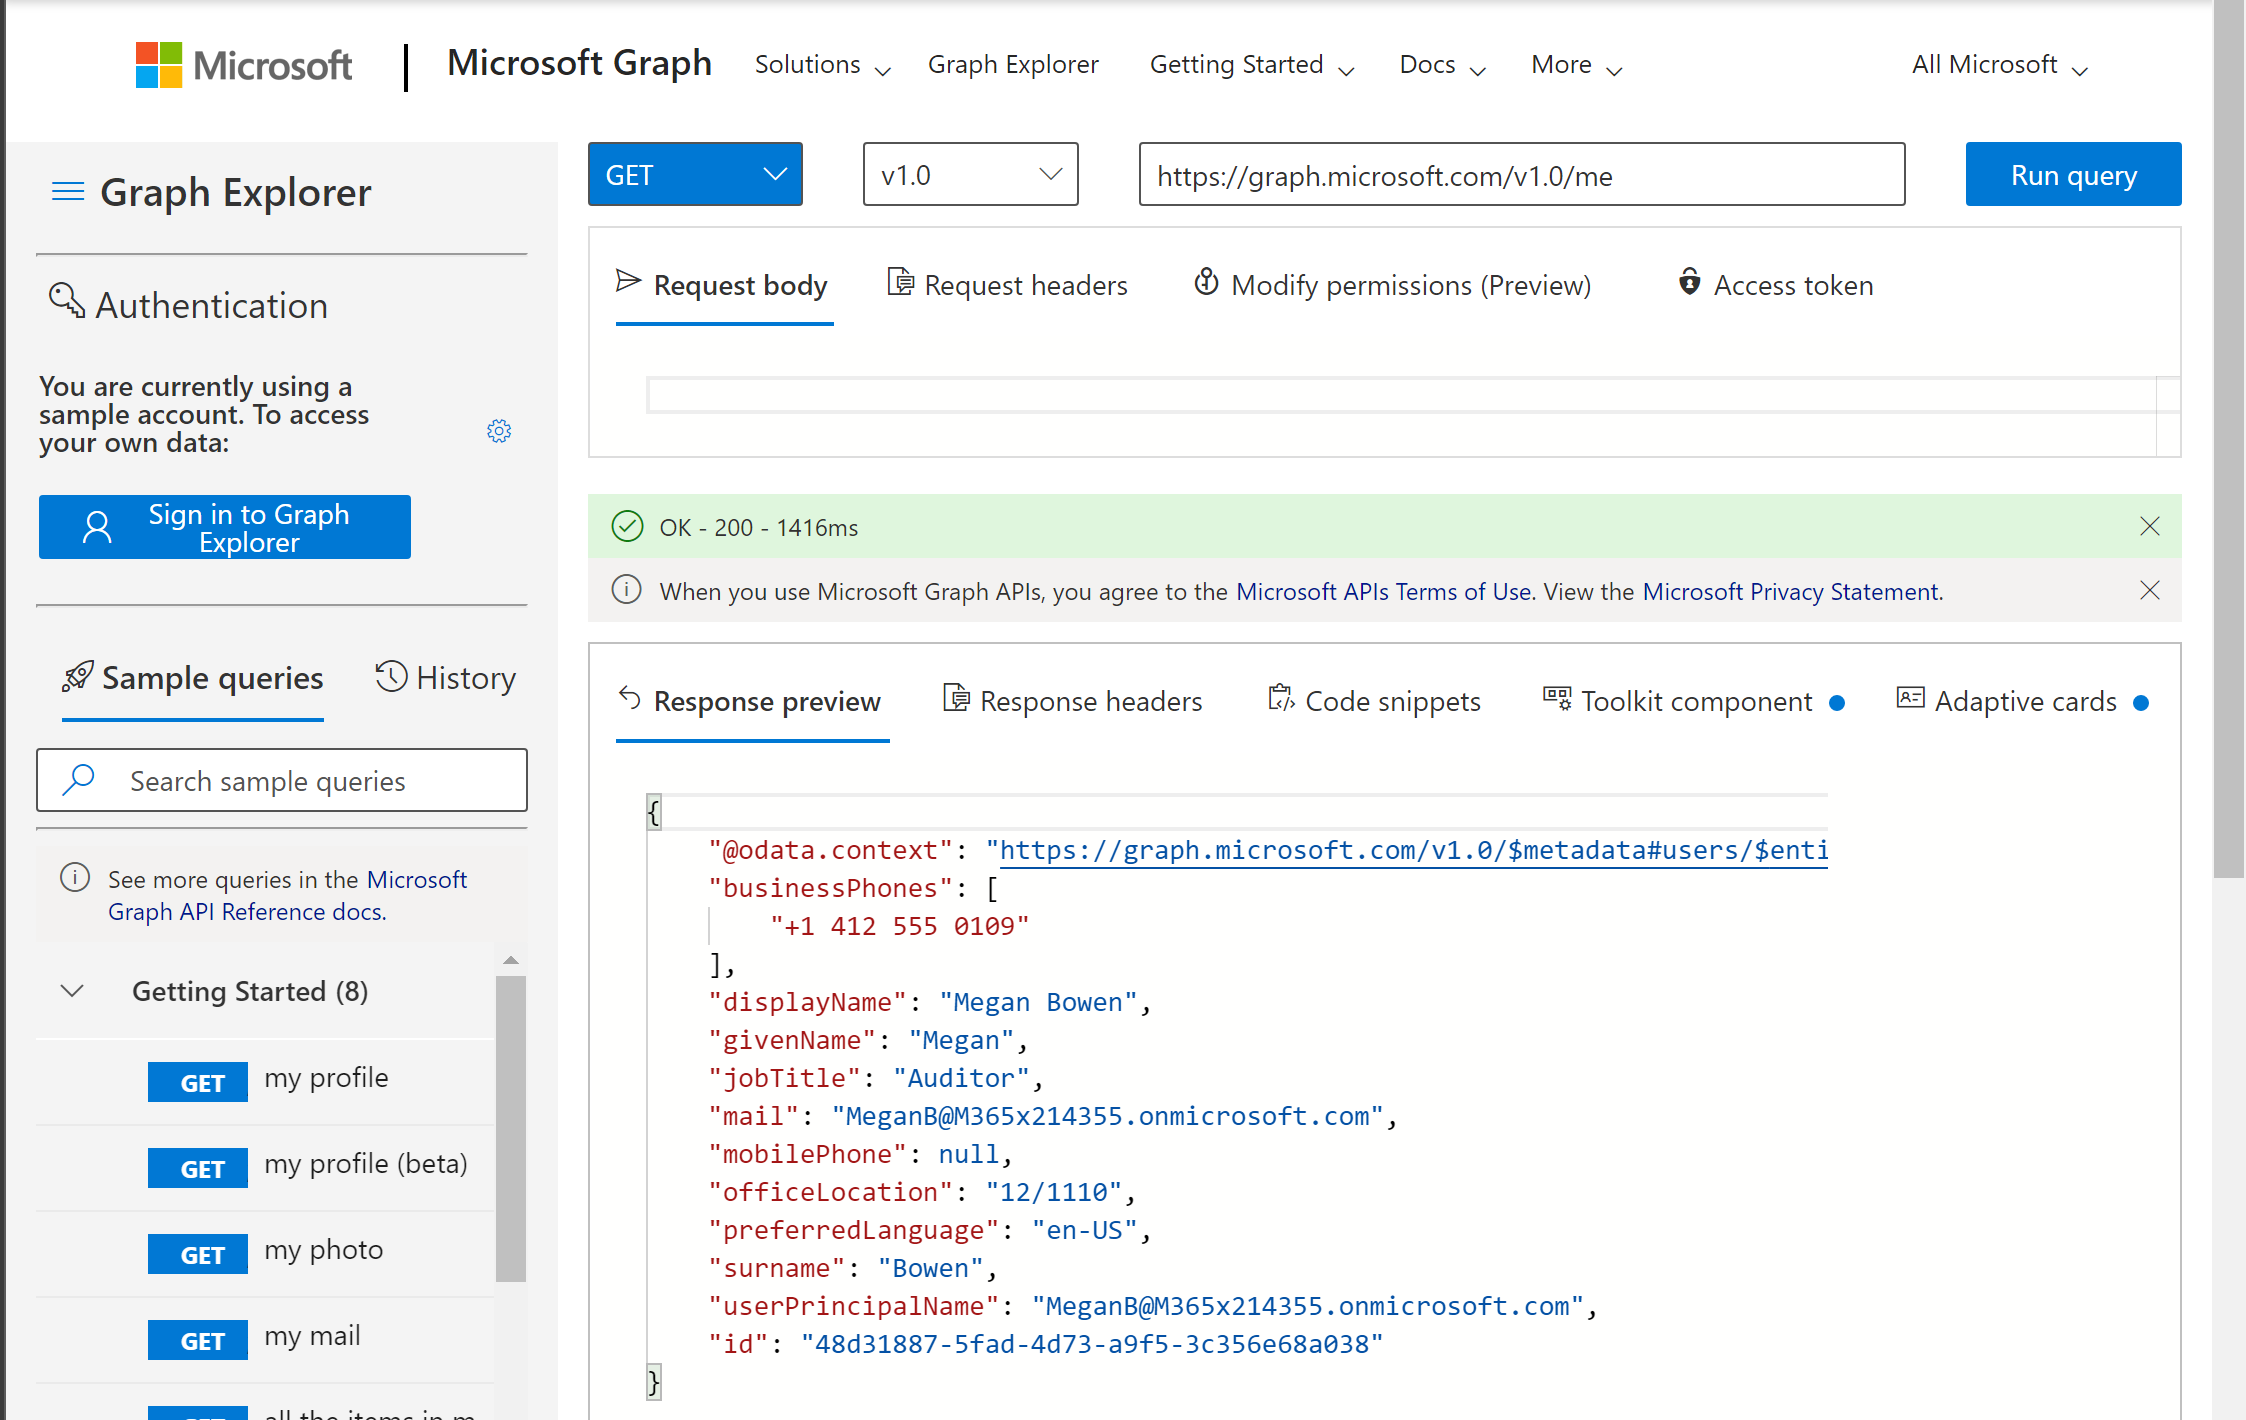 Microsoft | Microsoft Graph Solutions Graph Explorer Getting Started Docs More All Microsoft
Graph Explorer
Authentication
You are currently using a
sample account. To access
your own data:
Sign in to Graph
Explorer
Sample queries History
Search sample queries
See more queries in the Microsoft
Graph API Reference docs.
Getting Started (8)
GET my profile
GET my profile (beta)
GET my photo
GET my mail
GET v1.0 https://graph.microsoft.com/v1.0/me Run query
Request body Request headers Modify permissions (Preview) Access token
OK - 200 - 1416ms
When you use Microsoft Graph APIs, you agree to the Microsoft APIs Terms of Use. View the Microsoft Privacy Statement.
Response preview Response headers Code snippets Toolkit component Adaptive cards
{
"@odata.context": "https://graph.microsoft.com/v1.0/$metadata#users/$enti
"businessPhones": [
"+1 412 555 0109"
],
"displayName": "Megan Bowen",
"givenName": "Megan",
"jobTitle": "Auditor",
"mail": "MeganB@M365x214355.onmicrosoft.com",
"mobilePhone": null,
"officeLocation": "12/1110",
"preferredLanguage": "en-US",
"surname": "Bowen",
"userPrincipalName": "MeganB@M365x214355.onmicrosoft.com",
"id": "48d31887-5fad-4d73-a9f5-3c356e68a038"
}